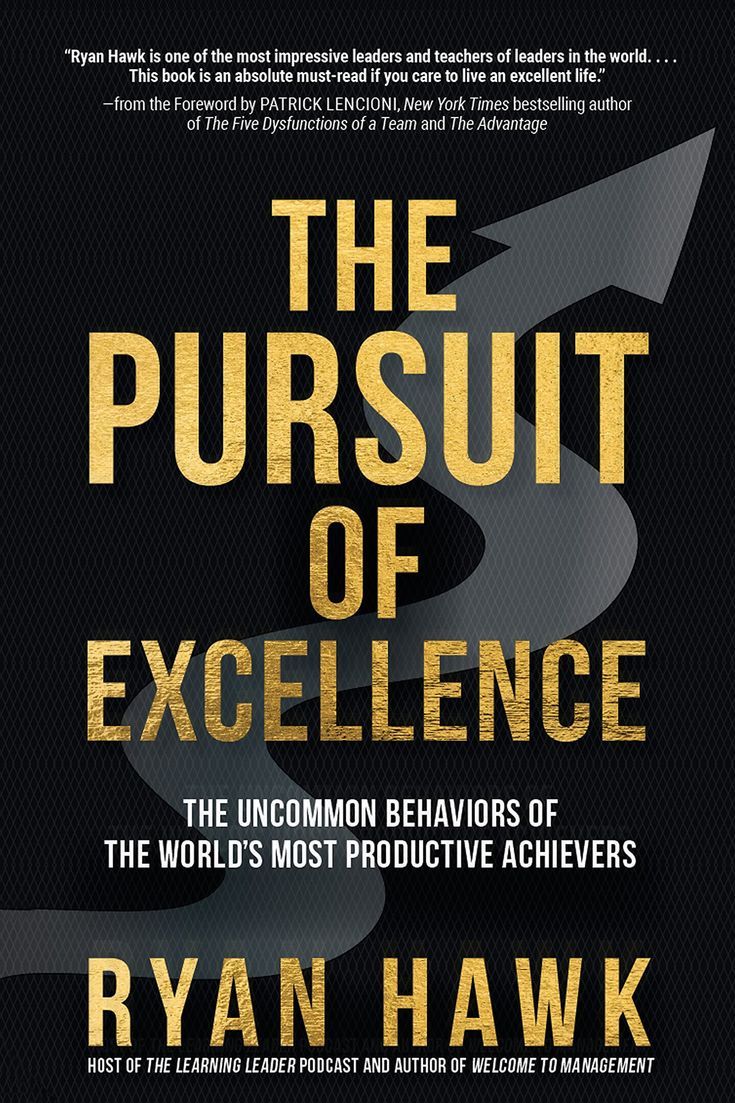 “Ryan Hawk is one of the most impressive leaders and teachers of leaders in the world. . . .
This book is an absolute must-read if you care to live an excellent life.”
—from the Foreword by PATRICK LENCIONI, New York Times bestselling author
of The Five Dysfunctions of a Team and The Advantage
THE
PURSUIT
OF
EXCELLENCE
THE UNCOMMON BEHAVIORS OF
THE WORLD’S MOST PRODUCTIVE ACHIEVERS
RYAN HAWK
HOST OF THE LEARNING LEADER PODCAST AND AUTHOR OF WELCOME TO MANAGEMENT